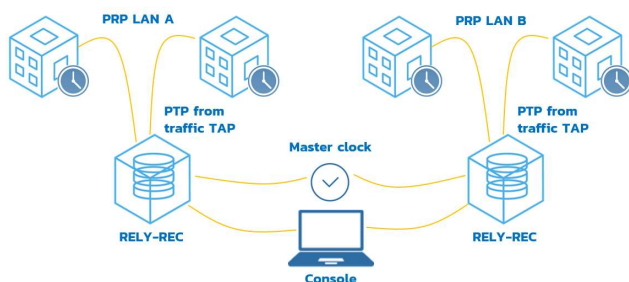 PRP LAN A
PRP LAN B
PTP from
traffic TAP
PTP from
traffic TAP
Master clock
RELY-REC
RELY-REC
Console